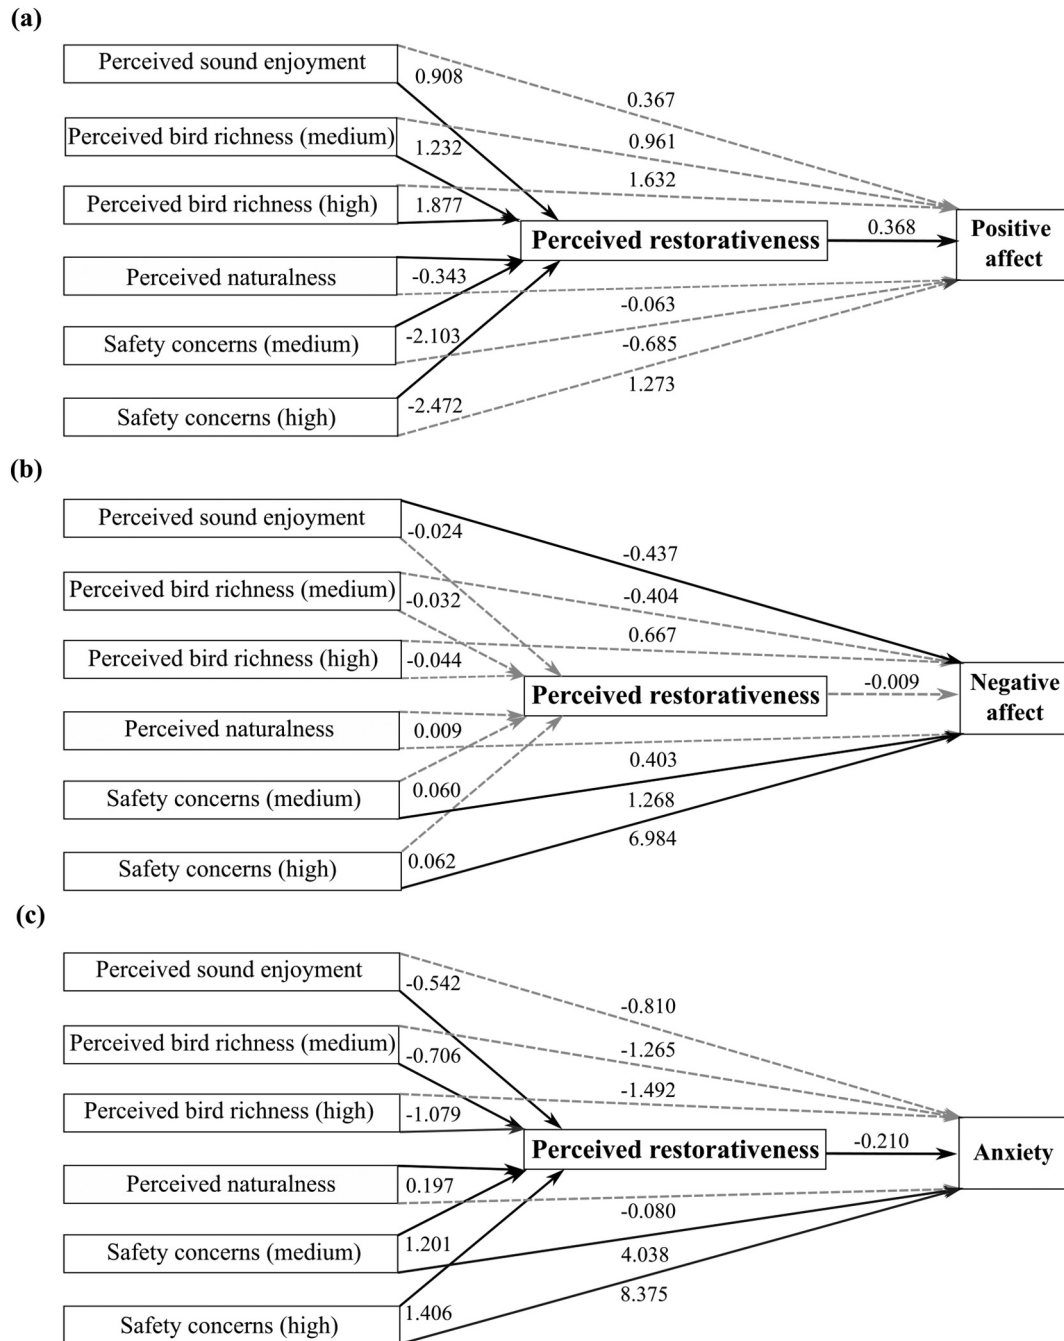 (a)
Perceived sound enjoyment
0.908
0.367
Perceived bird richness (medium)
1.232
0.961
Perceived bird richness (high)
1.877
1.632
Perceived restorativeness
0.368
Positive
affect
Perceived naturalness
-0.343
-0.063
Safety concerns (medium)
-2.103
-0.685
Safety concerns (high)
-2.472
1.273
(b)
Perceived sound enjoyment
-0.024
-0.437
Perceived bird richness (medium)
-0.032
-0.404
Perceived bird richness (high)
-0.044
0.667
Perceived restorativeness
-0.009
Negative
affect
Perceived naturalness
0.009
0.403
Safety concerns (medium)
0.060
1.268
Safety concerns (high)
0.062
6.984
(c)
Perceived sound enjoyment
-0.542
-0.810
Perceived bird richness (medium)
-0.706
-1.265
Perceived bird richness (high)
-1.079
-1.492
Perceived restorativeness
-0.210
Anxiety
Perceived naturalness
0.197
-0.080
Safety concerns (medium)
1.201
4.038
Safety concerns (high)
1.406
8.375